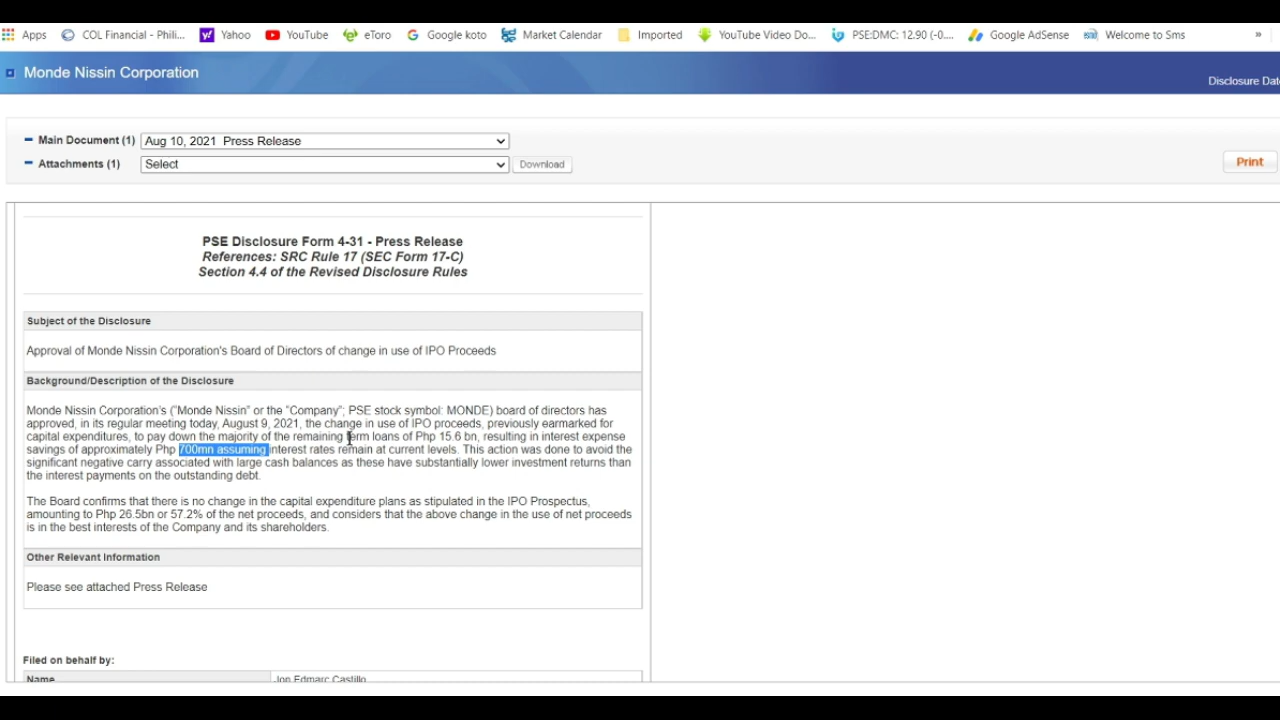 Apps COL Financial - Phili... Yahoo YouTube eToro Google koto Market Calendar Imported YouTube Video Do... PSE:DMC: 12.90 (-0.... Google AdSense Welcome to Sms »
Monde Nissin Corporation
Disclosure Dat
Main Document (1) Aug 10, 2021 Press Release
Attachments (1) Select Download
Print
PSE Disclosure Form 4-31 - Press Release
References: SRC Rule 17 (SEC Form 17-C)
Section 4.4 of the Revised Disclosure Rules
Subject of the Disclosure
Approval of Monde Nissin Corporation's Board of Directors of change in use of IPO Proceeds
Background/Description of the Disclosure
Monde Nissin Corporation's ("Monde Nissin" or the "Company"; PSE stock symbol: MONDE) board of directors has
approved, in its regular meeting today, August 9, 2021, the change in use of IPO proceeds, previously earmarked for
capital expenditures, to pay down the majority of the remaining term loans of Php 15.6 bn, resulting in interest expense
savings of approximately Php 700mn assuming interest rates remain at current levels. This action was done to avoid the
significant negative carry associated with large cash balances as these have substantially lower investment returns than
the interest payments on the outstanding debt.
The Board confirms that there is no change in the capital expenditure plans as stipulated in the IPO Prospectus,
amounting to Php 26.5bn or 57.2% of the net proceeds, and considers that the above change in the use of net proceeds
is in the best interests of the Company and its shareholders.
Other Relevant Information
Please see attached Press Release
Filed on behalf by:
Name Jon Edmarc Castillo